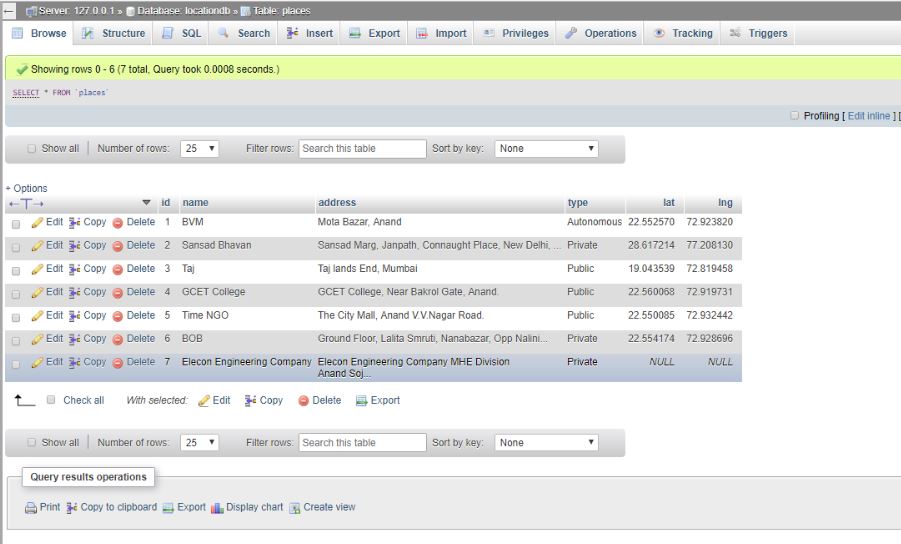 Server: 127.0.0.1 » Database: locationdb » Table: places
Browse Structure SQL Search Insert Export Import Privileges Operations Tracking Triggers
Showing rows 0 - 6 (7 total, Query took 0.0008 seconds.)
SELECT * FROM `places`
Profiling [ Edit inline ] [
Show all Number of rows: 25 Filter rows: Search this table Sort by key: None
+ Options
←T→ id name address type lat lng
Edit Copy Delete 1 BVM Mota Bazar, Anand Autonomous 22.552570 72.923820
Edit Copy Delete 2 Sansad Bhavan Sansad Marg, Janpath, Connaught Place, New Delhi, ... Private 28.617214 77.208130
Edit Copy Delete 3 Taj Taj lands End, Mumbai Public 19.043539 72.819458
Edit Copy Delete 4 GCET College GCET College, Near Bakrol Gate, Anand. Public 22.560068 72.919731
Edit Copy Delete 5 Time NGO The City Mall, Anand V.V.Nagar Road. Public 22.550085 72.932442
Edit Copy Delete 6 BOB Ground Floor, Lalita Smruti, Nanabazar, Opp Nalini... Private 22.554174 72.928696
Edit Copy Delete 7 Elecon Engineering Company Elecon Engineering Company MHE Division Private NULL NULL
Anand Soj...
Check all With selected: Edit Copy Delete Export
Show all Number of rows: 25 Filter rows: Search this table Sort by key: None
Query results operations
Print Copy to clipboard Export Display chart Create view